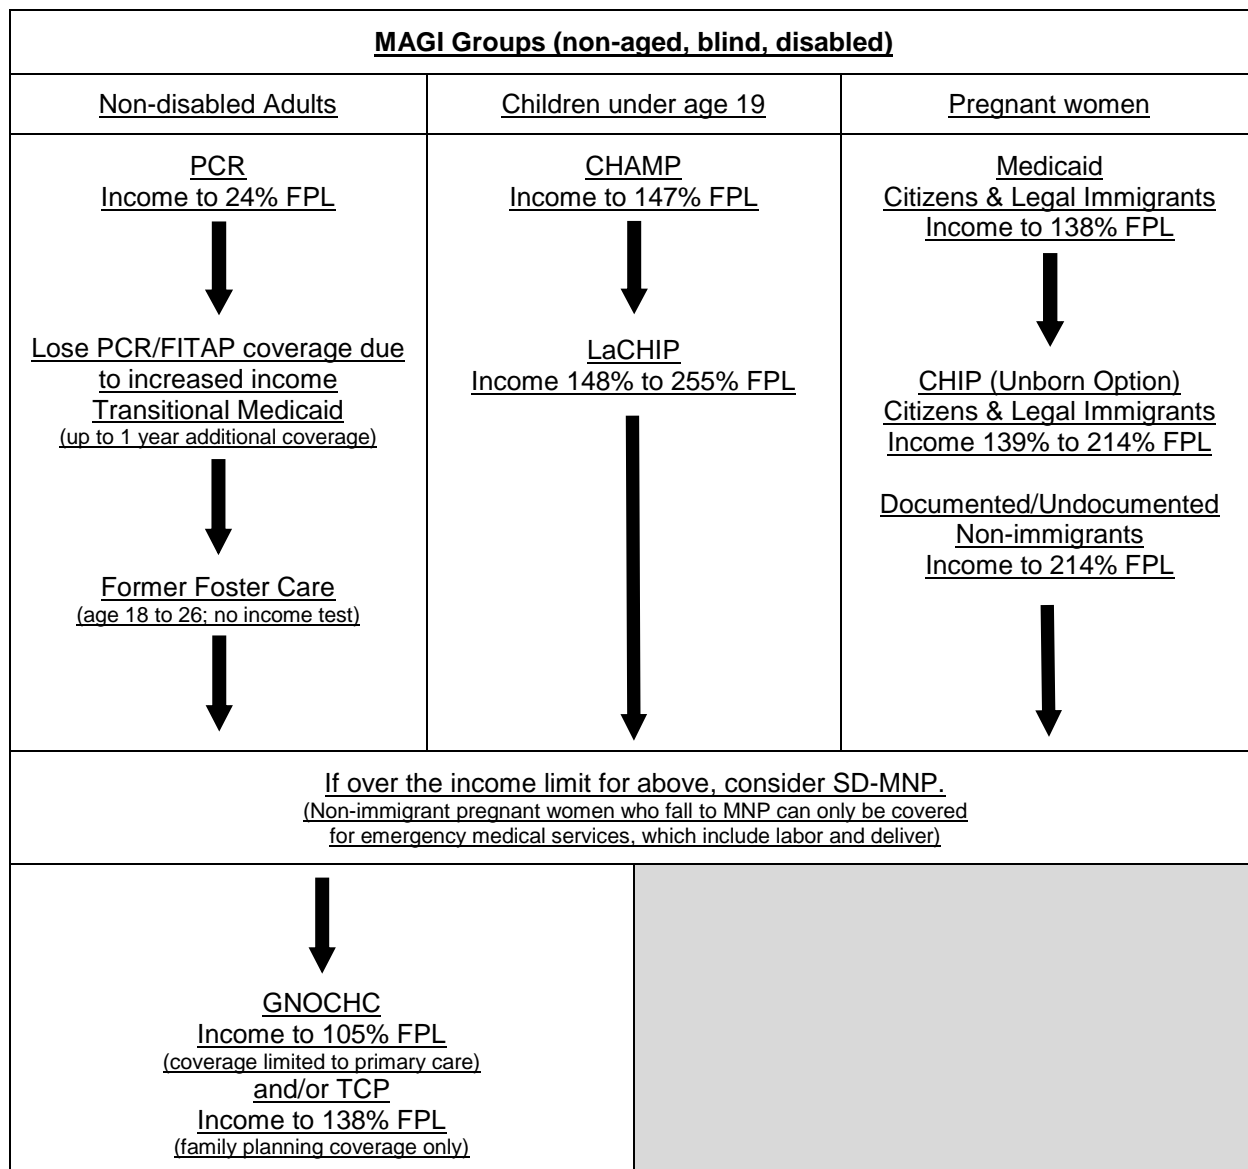 MAGI Groups (non-aged, blind, disabled)
Non-disabled Adults
Children under age 19
Pregnant women
PCR
Income to 24% FPL
Lose PCR/FITAP coverage due
to increased income
Transitional Medicaid
(up to 1 year additional coverage)
Former Foster Care
(age 18 to 26; no income test)
CHAMP
Income to 147% FPL
LaCHIP
Income 148% to 255% FPL
Medicaid
Citizens & Legal Immigrants
Income to 138% FPL
CHIP (Unborn Option)
Citizens & Legal Immigrants
Income 139% to 214% FPL
Documented/Undocumented
Non-immigrants
Income to 214% FPL
If over the income limit for above, consider SD-MNP.
(Non-immigrant pregnant women who fall to MNP can only be covered
for emergency medical services, which include labor and deliver)
GNOCHC
Income to 105% FPL
(coverage limited to primary care)
and/or TCP
Income to 138% FPL
(family planning coverage only)